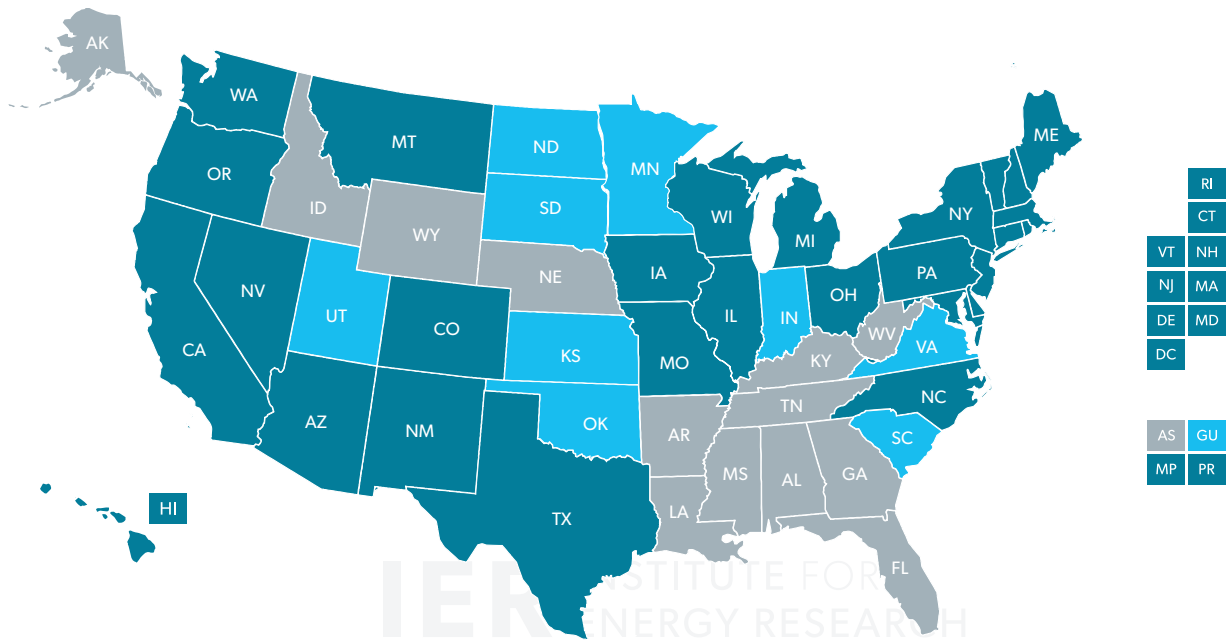 AK
WA
MT
ND
MN
ME
OR
ID
SD
WI
NY
RI
WY
MI
CT
NE
IA
PA
VT NH
NV
UT
CO
IL
IN
OH
NJ MA
CA
KS
MO
WV
VA
DE MD
KY
DC
AZ
NM
OK
AR
TN
NC
SC
AS GU
MS
AL
GA
MP PR
HI
TX
LA
FL
IER INSTITUTE FOR
ENERGY RESEARCH